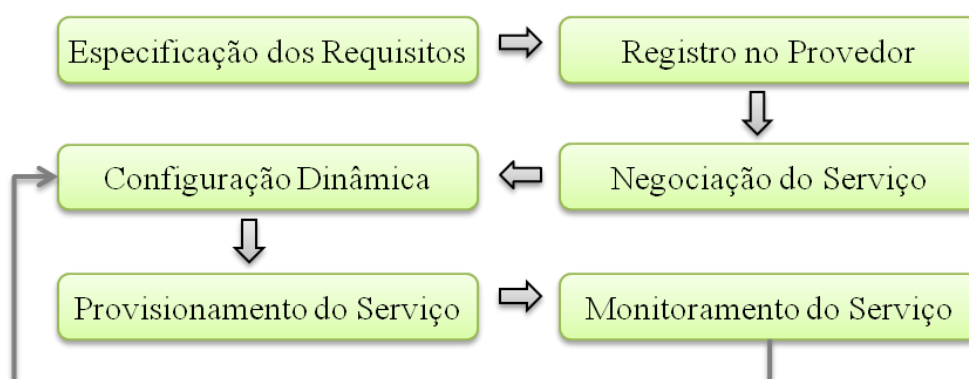 Especificação dos Requisitos
Registro no Provedor
Configuração Dinâmica
Negociação do Serviço
Provisionamento do Serviço
Monitoramento do Serviço